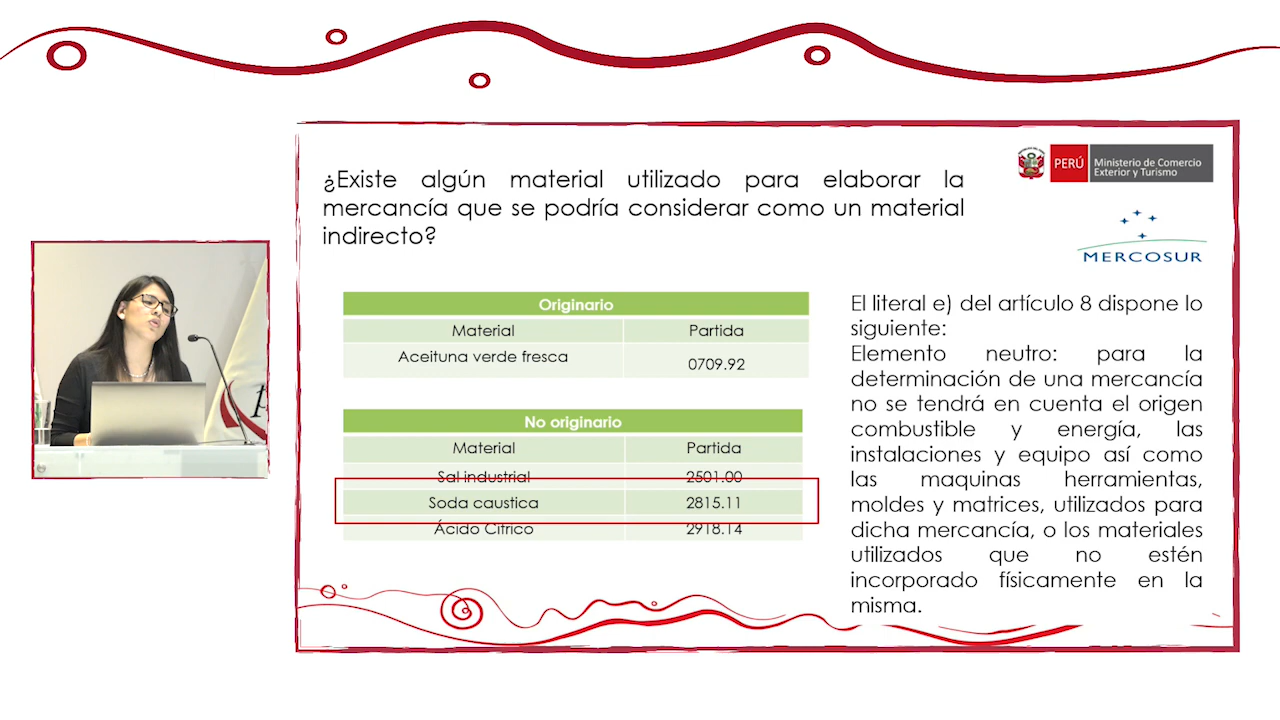 PERÚ
Ministerio de Comercio
Exterior y Turismo
¿Existe algún material utilizado para elaborar la
mercancía que se podría considerar como un material
indirecto?
MERCOSUR
Originario
Material Partida
Aceituna verde fresca 0709.92
No originario
Material Partida
Sal industrial 2501.00
Soda caustica 2815.11
Ácido Cítrico 2918.14
El literal e) del artículo 8 dispone lo
siguiente:
Elemento neutro: para la
determinación de una mercancía
no se tendrá en cuenta el origen
combustible y energía, las
instalaciones y equipo así como
las maquinas herramientas,
moldes y matrices, utilizados para
dicha mercancía, o los materiales
utilizados que no estén
incorporado físicamente en la
misma.